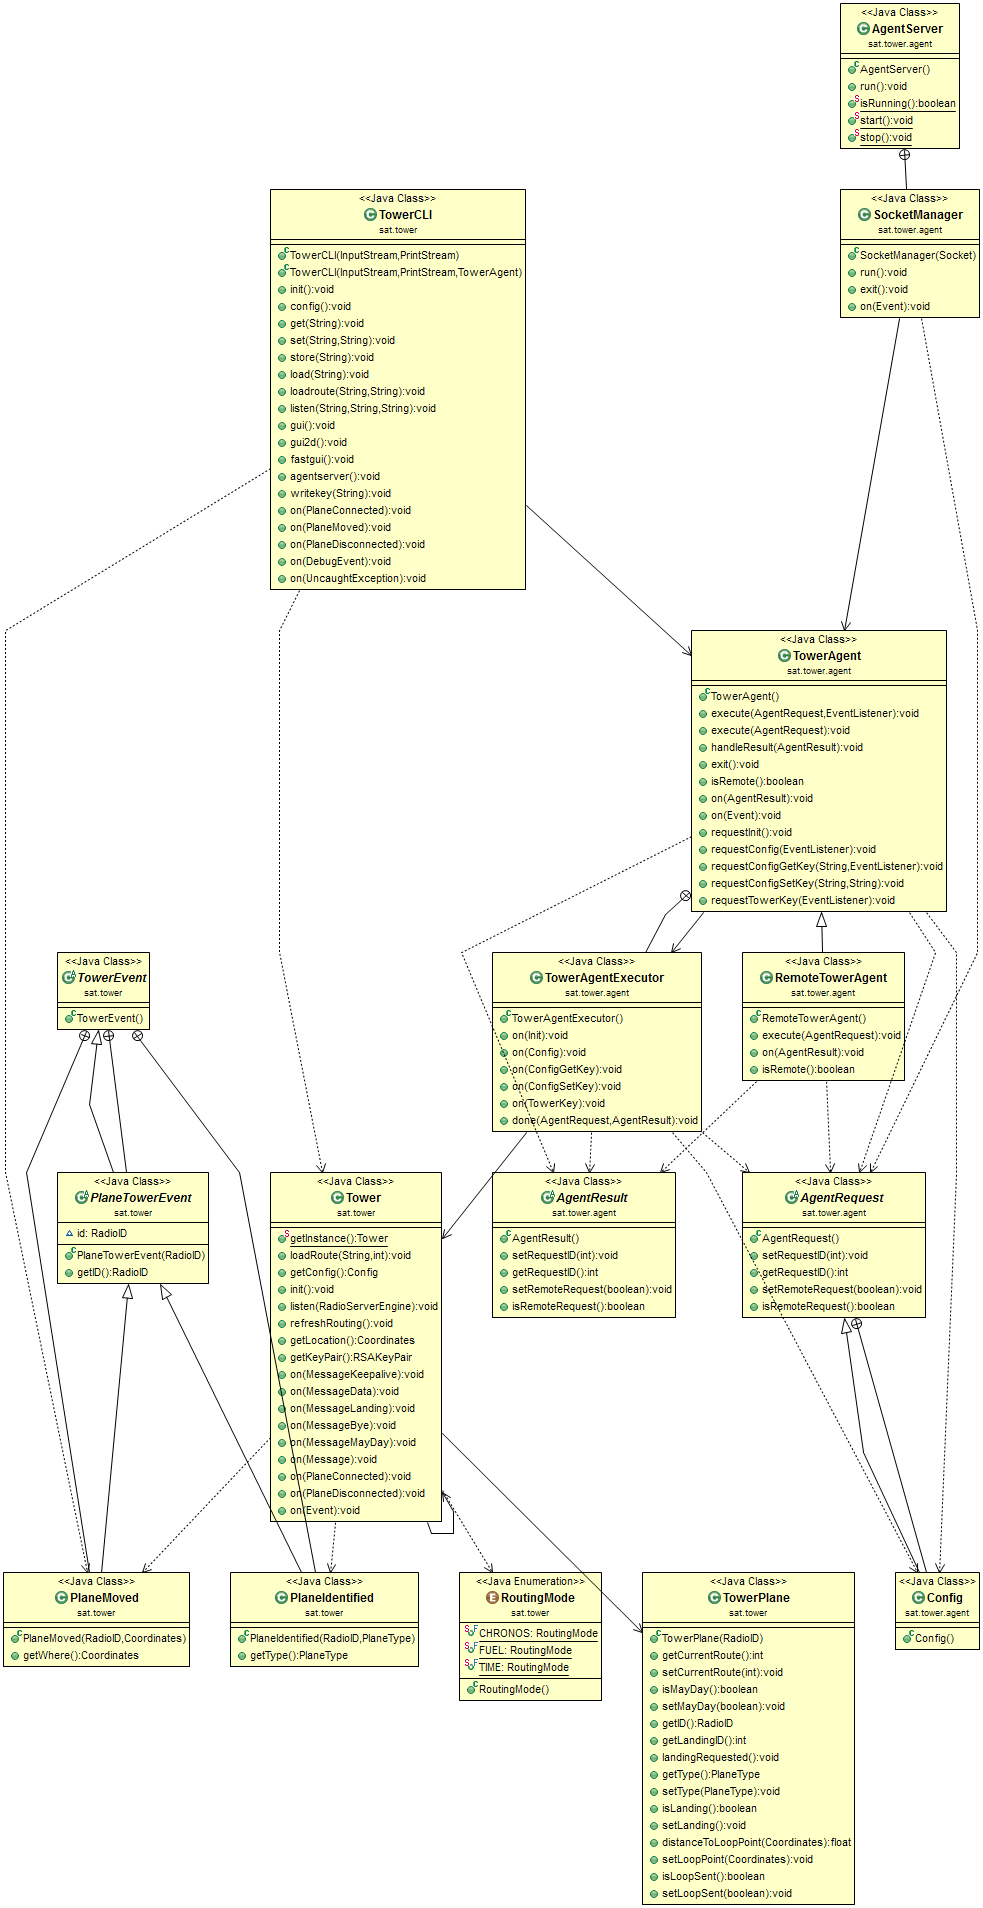 <<Java Class>>
AgentServer
sat.tower.agent
AgentServer()
run():void
isRunning():boolean
start():void
stop():void
<<Java Class>>
TowerCLI
sat.tower
TowerCLI(InputStream,PrintStream)
TowerCLI(InputStream,PrintStream,TowerAgent)
init():void
config():void
get(String):void
set(String,String):void
store(String):void
load(String):void
loadroute(String,String):void
listen(String,String,String):void
gui():void
gui2d():void
fastgui():void
agentserver():void
writekey(String):void
on(PlaneConnected):void
on(PlaneMoved):void
on(PlaneDisconnected):void
on(DebugEvent):void
on(UncaughtException):void
<<Java Class>>
SocketManager
sat.tower.agent
SocketManager(Socket)
run():void
exit():void
on(Event):void
<<Java Class>>
TowerAgent
sat.tower.agent
TowerAgent()
execute(AgentRequest,EventListener):void
execute(AgentRequest):void
handleResult(AgentResult):void
exit():void
isRemote():boolean
on(AgentResult):void
on(Event):void
requestInit():void
requestConfig(EventListener):void
requestConfigGetKey(String,EventListener):void
requestConfigSetKey(String,String):void
requestTowerKey(EventListener):void
<<Java Class>>
TowerEvent
sat.tower
TowerEvent()
<<Java Class>>
TowerAgentExecutor
sat.tower.agent
TowerAgentExecutor()
on(Init):void
on(Config):void
on(ConfigGetKey):void
on(ConfigSetKey):void
on(TowerKey):void
done(AgentRequest,AgentResult):void
<<Java Class>>
RemoteTowerAgent
sat.tower.agent
RemoteTowerAgent()
execute(AgentRequest):void
on(AgentResult):void
isRemote():boolean
<<Java Class>>
PlaneTowerEvent
sat.tower
id: RadioID
PlaneTowerEvent(RadioID)
getID():RadioID
<<Java Class>>
Tower
sat.tower
getInstance():Tower
loadRoute(String,int):void
getConfig():Config
init():void
listen(RadioServerEngine):void
refreshRouting():void
getLocation():Coordinates
getKeyPair():RSAKeyPair
on(MessageKeepalive):void
on(MessageData):void
on(MessageLanding):void
on(MessageBye):void
on(MessageMayDay):void
on(Message):void
on(PlaneConnected):void
on(PlaneDisconnected):void
on(Event):void
<<Java Class>>
AgentResult
sat.tower.agent
AgentResult()
setRequestID(int):void
getRequestID():int
setRemoteRequest(boolean):void
isRemoteRequest():boolean
<<Java Class>>
AgentRequest
sat.tower.agent
AgentRequest()
setRequestID(int):void
getRequestID():int
setRemoteRequest(boolean):void
isRemoteRequest():boolean
<<Java Class>>
PlaneMoved
sat.tower
PlaneMoved(RadioID,Coordinates)
getWhere():Coordinates
<<Java Class>>
PlaneIdentified
sat.tower
PlaneIdentified(RadioID,PlaneType)
getType():PlaneType
<<Java Enumeration>>
RoutingMode
sat.tower
CHRONOS: RoutingMode
FUEL: RoutingMode
TIME: RoutingMode
RoutingMode()
<<Java Class>>
TowerPlane
sat.tower
TowerPlane(RadioID)
getCurrentRoute():int
setCurrentRoute(int):void
isMayDay():boolean
setMayDay(boolean):void
getID():RadioID
getLandingID():int
landingRequested():void
getType():PlaneType
setType(PlaneType):void
isLanding():boolean
setLanding():void
distanceToLoopPoint(Coordinates):float
setLoopPoint(Coordinates):void
isLoopSent():boolean
setLoopSent(boolean):void
<<Java Class>>
Config
sat.tower.agent
Config()